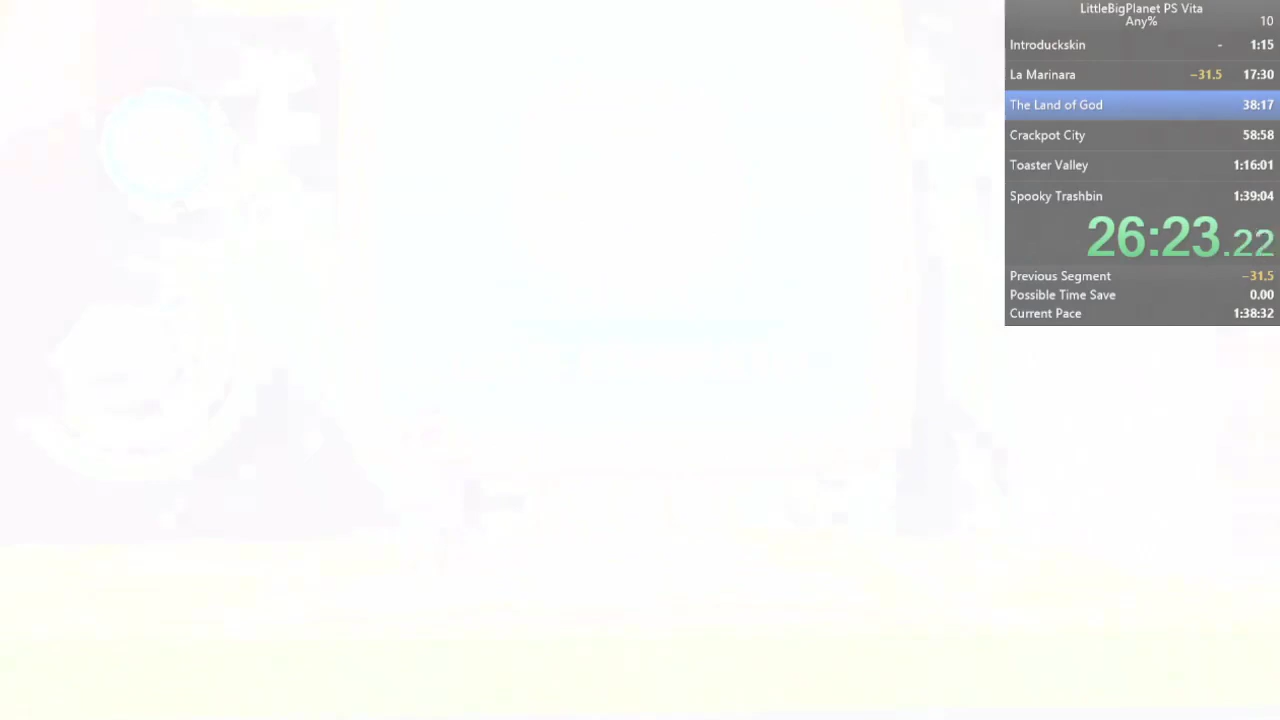 LittleBigPlanet PS Vita
Any% 10
Introduckskin - 1:15
La Marinara −31.5 17:30
The Land of God 38:17
Crackpot City 58:58
Toaster Valley 1:16:01
Spooky Trashbin 1:39:04
26:23.22
Previous Segment −31.5
Possible Time Save 0.00
Current Pace 1:38:32